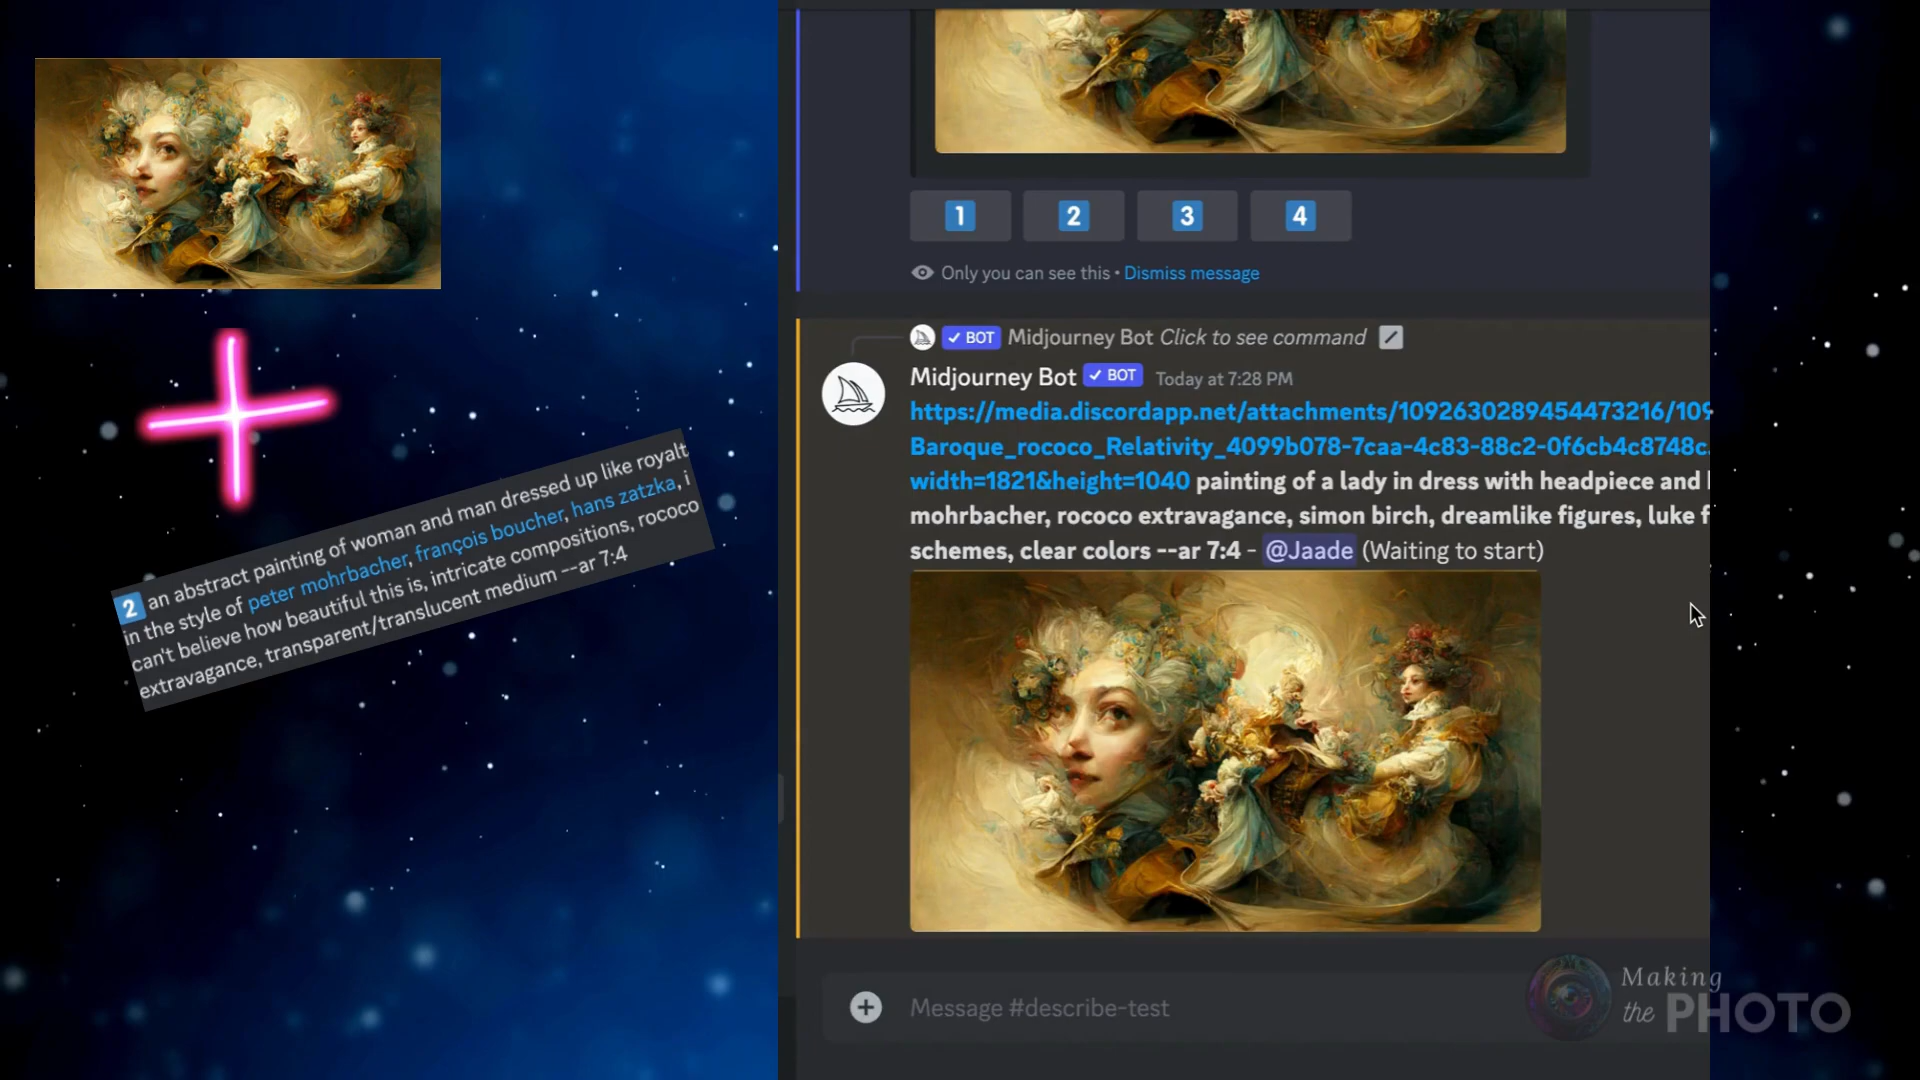 2 an abstract painting of woman and man dressed up like royalt
in the style of peter mohrbacher, françois boucher, hans zatzka, i
can't believe how beautiful this is, intricate compositions, rococo
extravagance, transparent/translucent medium --ar 7:4
1 2 3 4
Only you can see this • Dismiss message
BOT Midjourney Bot Click to see command
Midjourney Bot BOT Today at 7:28 PM
https://media.discordapp.net/attachments/1092630289454473216/109
Baroque_rococo_Relativity_4099b078-7caa-4c83-88c2-0f6cb4c8748c
width=1821&height=1040 painting of a lady in dress with headpiece and
mohrbacher, rococo extravagance, simon birch, dreamlike figures, luke f
schemes, clear colors --ar 7:4 - @Jaade (Waiting to start)
Message #describe-test
Making
the PHOTO